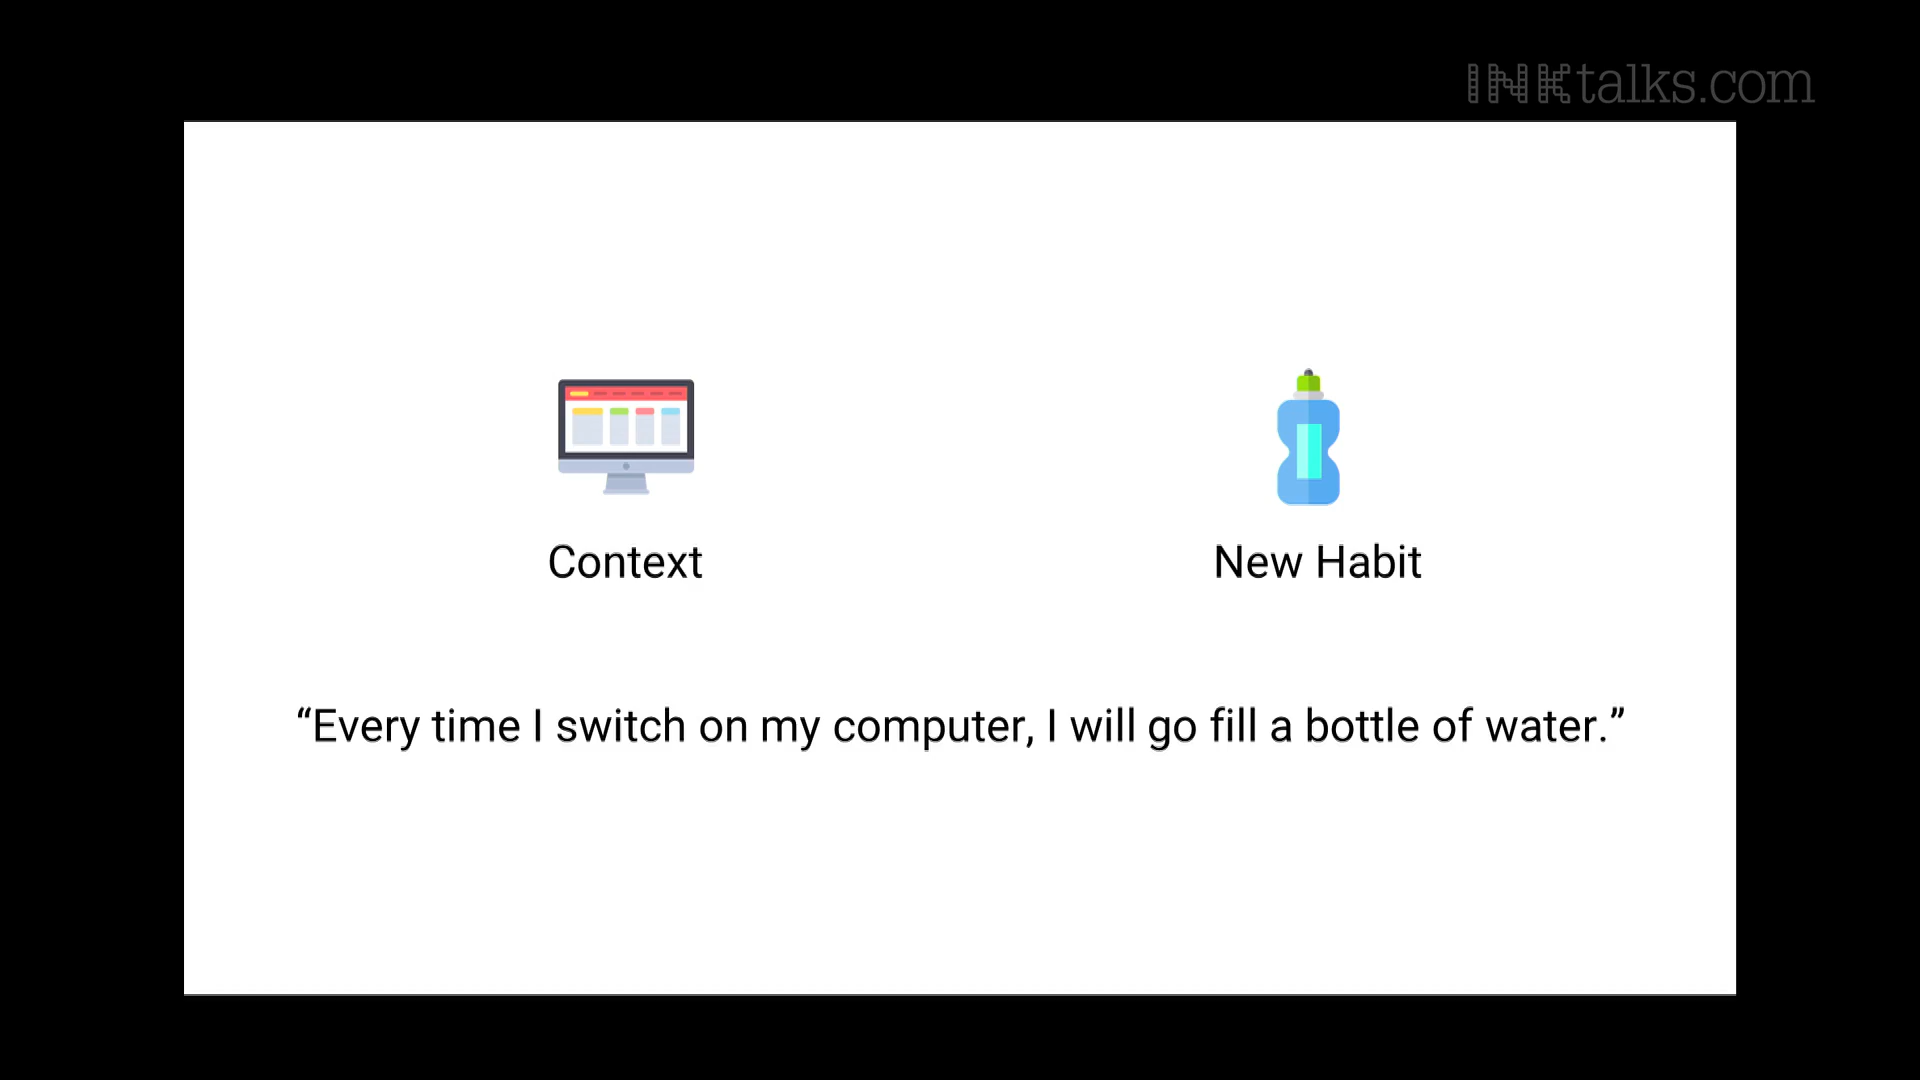 INKtalks.com
Context
New Habit
“Every time I switch on my computer, I will go fill a bottle of water.”